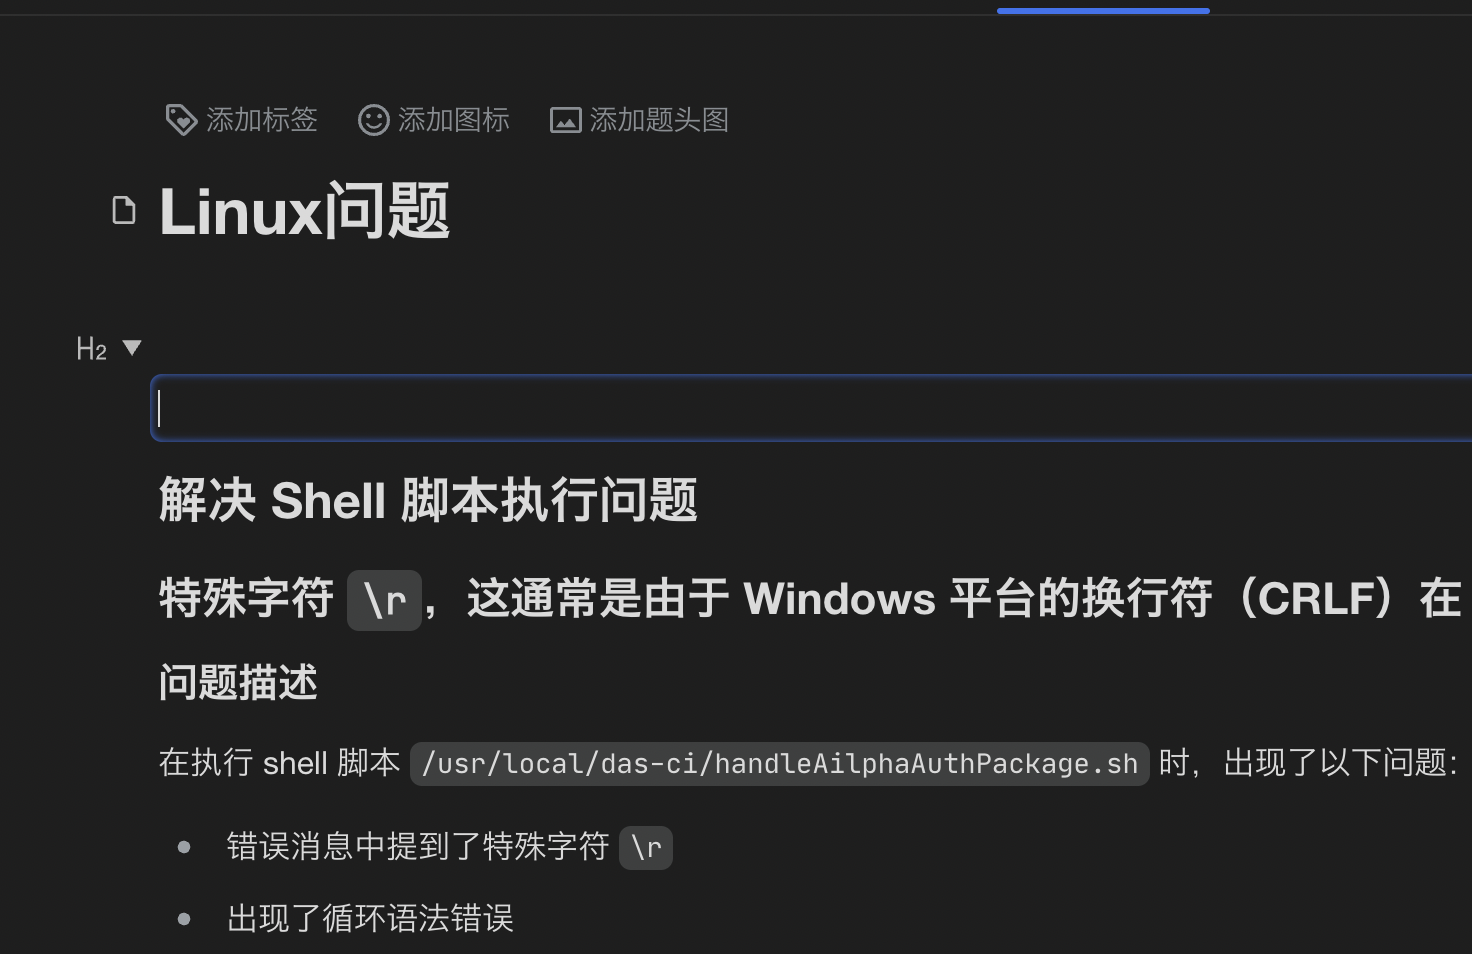 添加标签 添加图标 添加题头图
Linux问题
H2
解决 Shell 脚本执行问题
特殊字符 \r，这通常是由于 Windows 平台的换行符（CRLF）在
问题描述
在执行 shell 脚本 /usr/local/das-ci/handleAilphaAuthPackage.sh 时，出现了以下问题：
错误消息中提到了特殊字符 \r
出现了循环语法错误